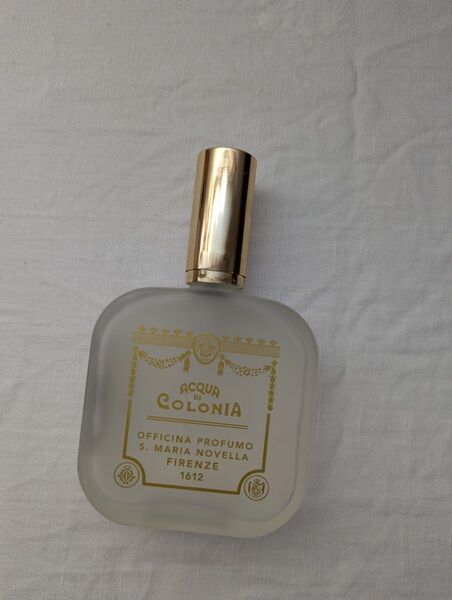 ACQUA
DI
COLONIA
OFFICINA PROFUMO
S. MARIA NOVELLA
FIRENZE
1612